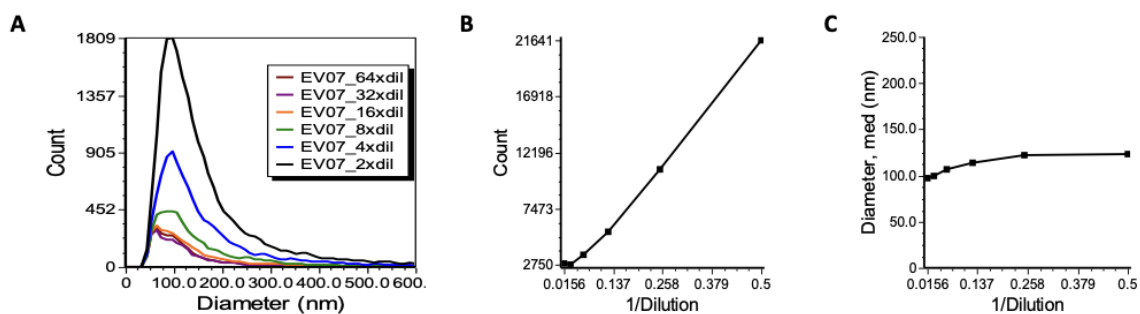 A
1809
1357
905
452
0
Count
EV07_64xdil
EV07_32xdil
EV07_16xdil
EV07_8xdil
EV07_4xdil
EV07_2xdil
0 100.0 200.0 300.0 400.0 500.0 600.
Diameter (nm)
B
21641
16918
12196
7473
2750
Count
0.0156 0.137 0.258 0.379 0.5
1/Dilution
C
250.0
200.0
150.0
100.0
50.0
0
Diameter, med (nm)
0.0156 0.137 0.258 0.379 0.5
1/Dilution